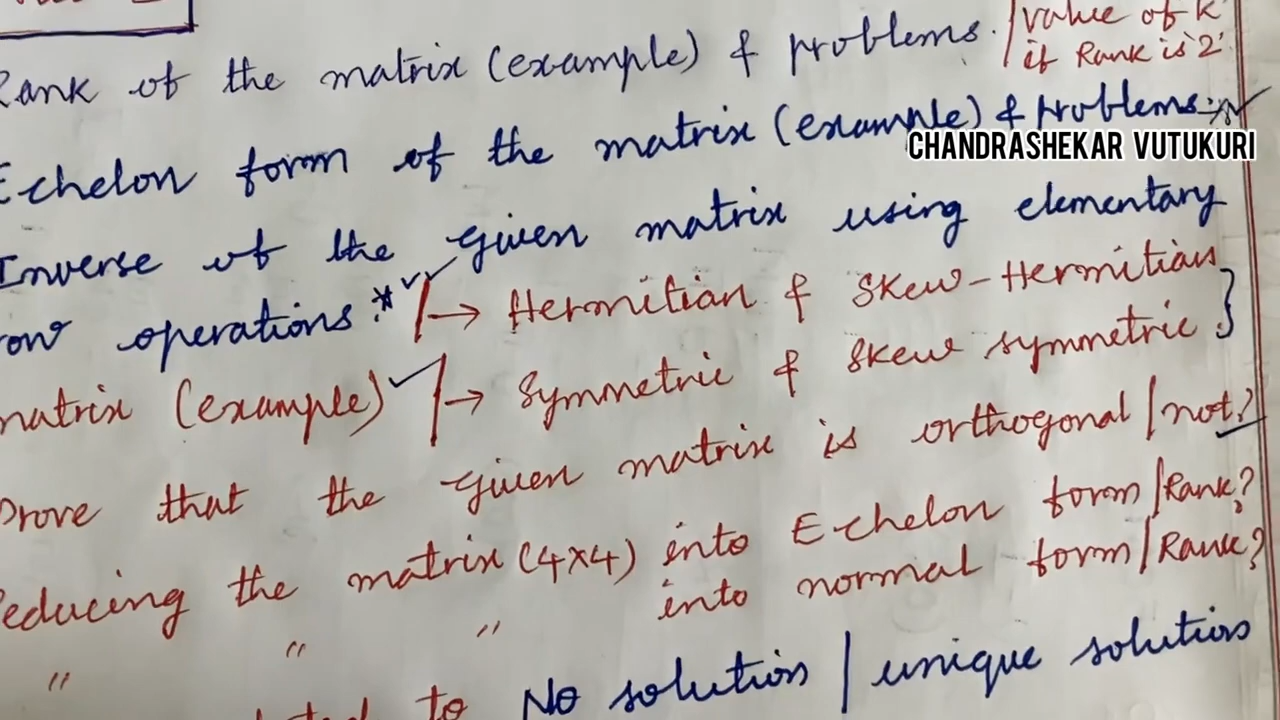 Rank of the matrix (example) & problems. / value of k
if Rank is '2'
Echelon form of the matrix (example) & problems
CHANDRASHEKAR VUTUKURI
Inverse of the given matrix using elementary
row operations → Hermitian & Skew-Hermitian
matrix (example) → Symmetric & Skew symmetric
Prove that the given matrix is orthogonal / not?
Reducing the matrix (4×4) into Echelon form / Rank?
" " " into normal form / Rank?
to No solution / unique solution